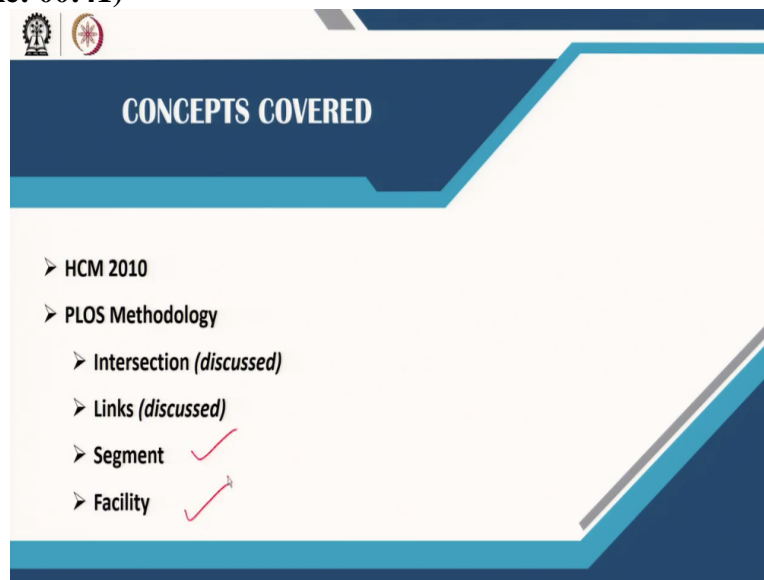 CONCEPTS COVERED
➢ HCM 2010
➢ PLOS Methodology
➢ Intersection (discussed)
➢ Links (discussed)
➢ Segment
➢ Facility